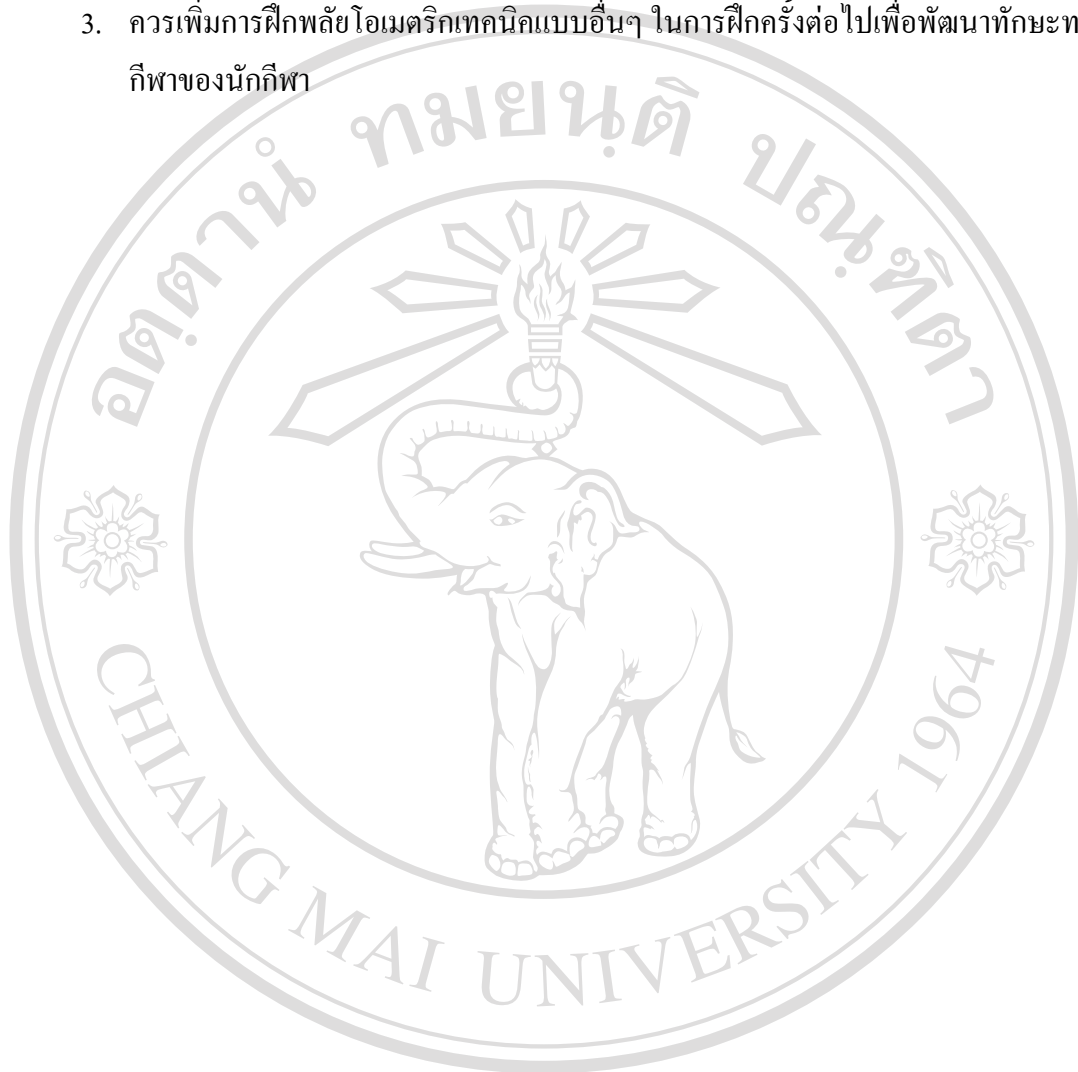 3. ควรเพิ่มการฝึกพลัยโอเมตริกเทคนิคแบบอื่นๆ ในการฝึกครั้งต่อไปเพื่อพัฒนาทักษะท
กีฬาของนักกีฬา
อตฺตานํ ทมยนฺติ ปณฺฑิตา
CHIANG MAI UNIVERSITY 1964